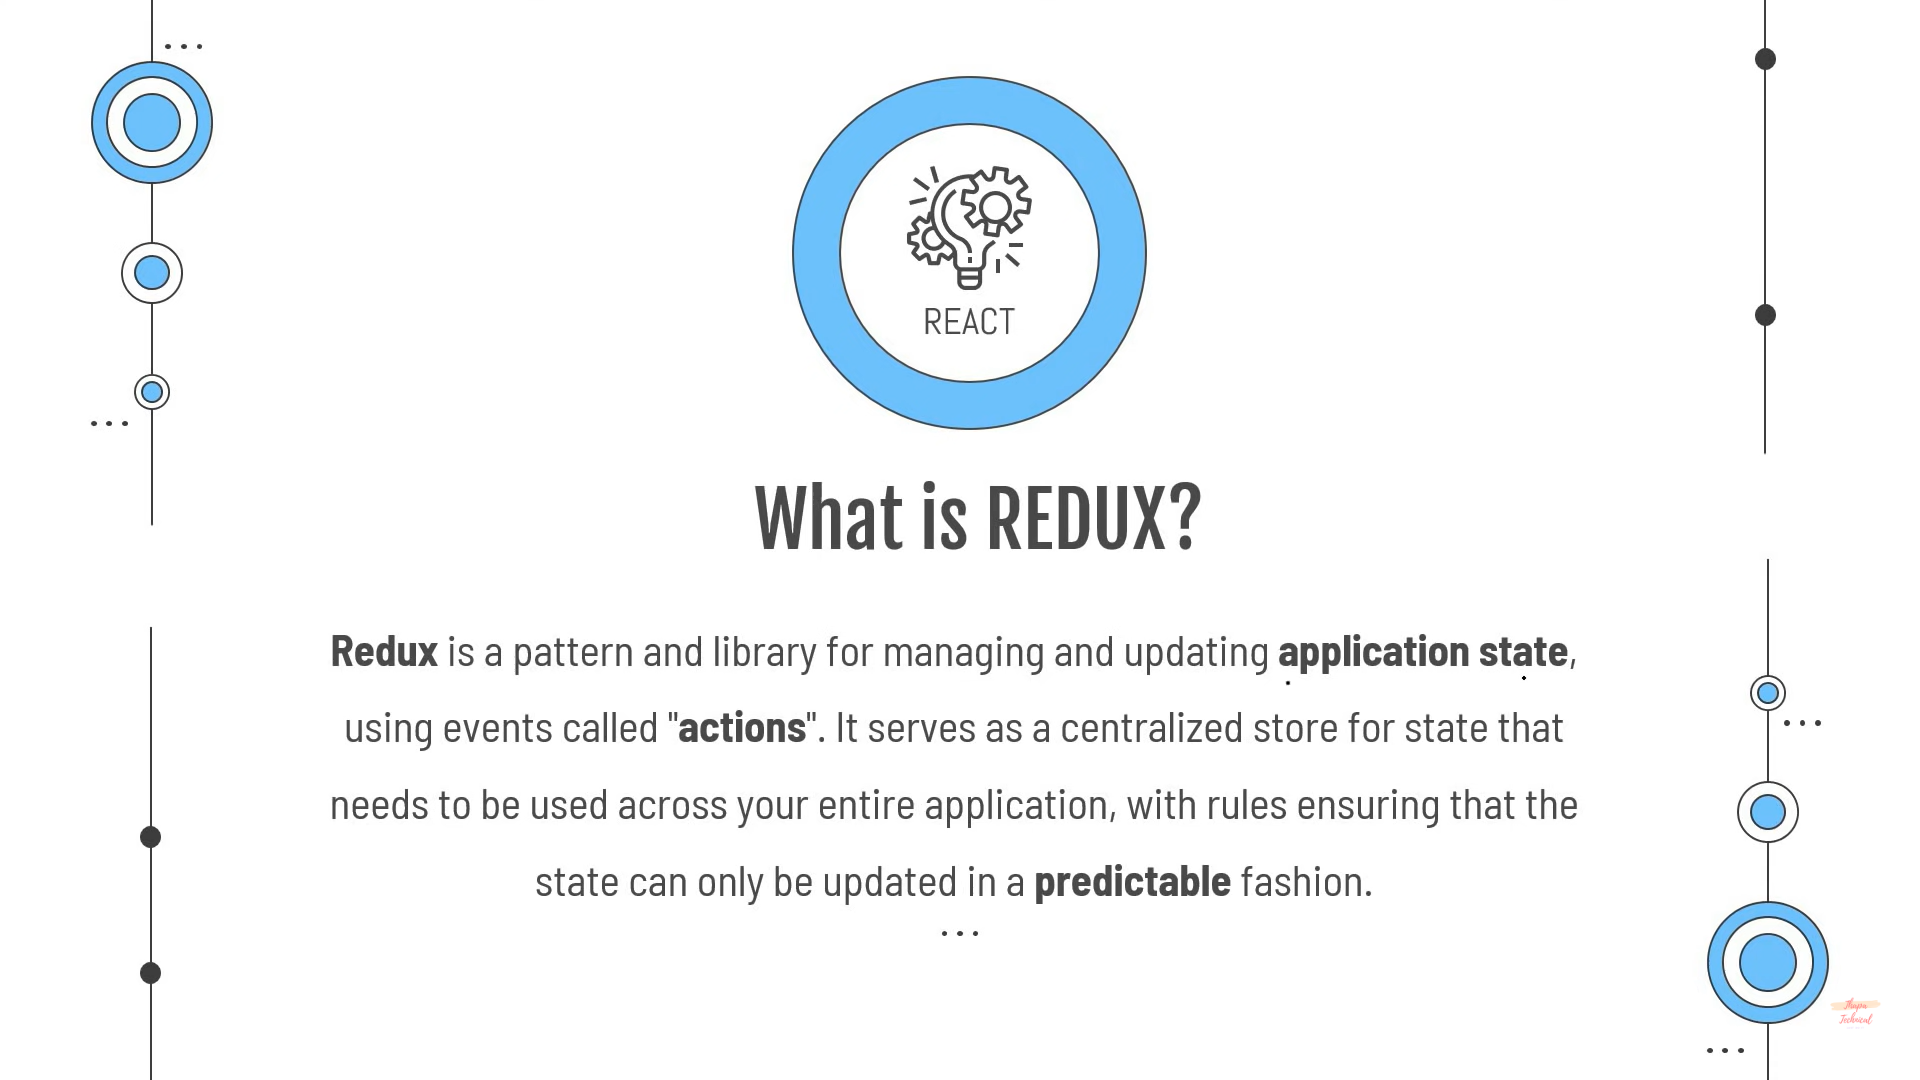 REACT
What is REDUX?
Redux is a pattern and library for managing and updating application state,
using events called "actions". It serves as a centralized store for state that
needs to be used across your entire application, with rules ensuring that the
state can only be updated in a predictable fashion.
Thapa
Technical